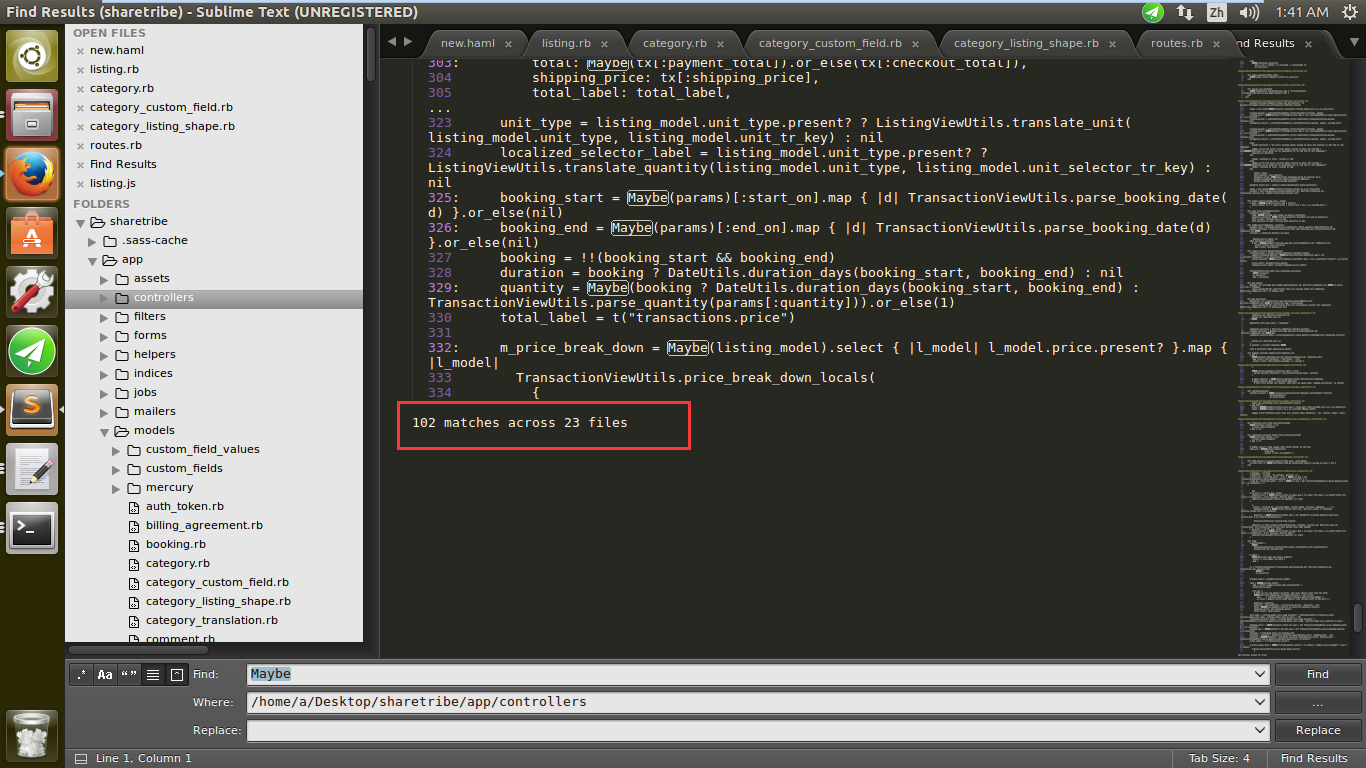 Find Results (sharetribe) - Sublime Text (UNREGISTERED)
Zh
1:41 AM
OPEN FILES
new.haml
listing.rb
category.rb
category_custom_field.rb
category_listing_shape.rb
routes.rb
Find Results
listing.js
FOLDERS
sharetribe
.sass-cache
app
assets
controllers
filters
forms
helpers
indices
jobs
mailers
models
custom_field_values
custom_fields
mercury
auth_token.rb
billing_agreement.rb
booking.rb
category.rb
category_custom_field.rb
category_listing_shape.rb
category_translation.rb
comment.rb
new.haml
listing.rb
category.rb
category_custom_field.rb
category_listing_shape.rb
routes.rb
nd Results
303: total: Maybe(tx[:payment_total]).or_else(tx[:checkout_total]),
304 shipping_price: tx[:shipping_price],
305 total_label: total_label,
...
323 unit_type = listing_model.unit_type.present? ? ListingViewUtils.translate_unit(
listing_model.unit_type, listing_model.unit_tr_key) : nil
324 localized_selector_label = listing_model.unit_type.present? ?
ListingViewUtils.translate_quantity(listing_model.unit_type, listing_model.unit_selector_tr_key) :
nil
325: booking_start = Maybe(params)[:start_on].map { |d| TransactionViewUtils.parse_booking_date(
d) }.or_else(nil)
326: booking_end = Maybe(params)[:end_on].map { |d| TransactionViewUtils.parse_booking_date(d)
}.or_else(nil)
327 booking = !!(booking_start && booking_end)
328 duration = booking ? DateUtils.duration_days(booking_start, booking_end) : nil
329: quantity = Maybe(booking ? DateUtils.duration_days(booking_start, booking_end) :
TransactionViewUtils.parse_quantity(params[:quantity])).or_else(1)
330 total_label = t("transactions.price")
331
332: m_price_break_down = Maybe(listing_model).select { |l_model| l_model.price.present? }.map {
|l_model|
333 TransactionViewUtils.price_break_down_locals(
334 {
102 matches across 23 files
.*
Aa
“”
Find:
Maybe
Find
Where:
/home/a/Desktop/sharetribe/app/controllers
...
Replace:
Replace
Line 1, Column 1
Tab Size: 4
Find Results